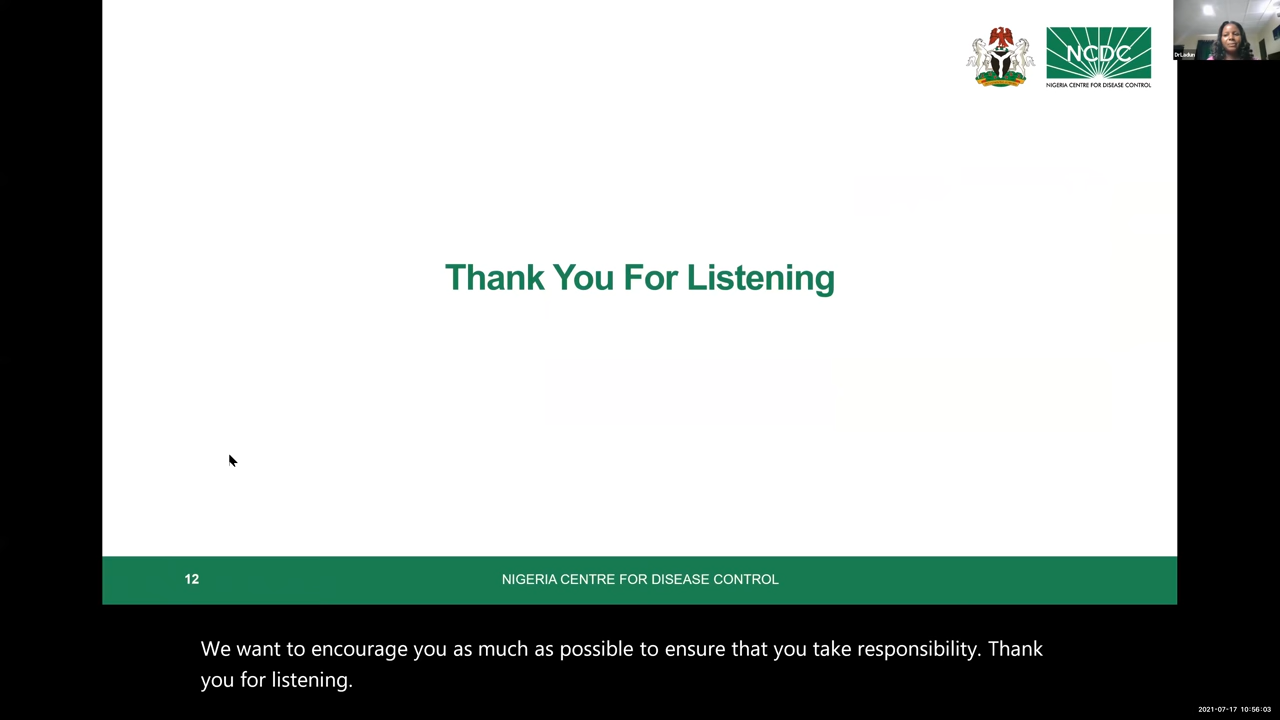 NCDC
NIGERIA CENTRE FOR DISEASE CONTROL
Thank You For Listening
12
NIGERIA CENTRE FOR DISEASE CONTROL
We want to encourage you as much as possible to ensure that you take responsibility. Thank
you for listening.
2021-07-17 10:56:03